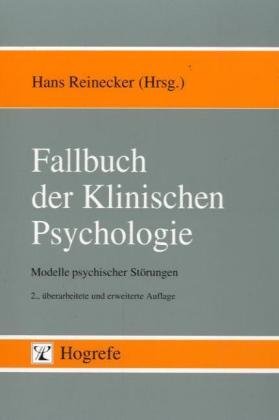 Hans Reinecker (Hrsg.)
Fallbuch
der Klinischen
Psychologie
Modelle psychischer Störungen
2., überarbeitete und erweiterte Auflage
Hogrefe